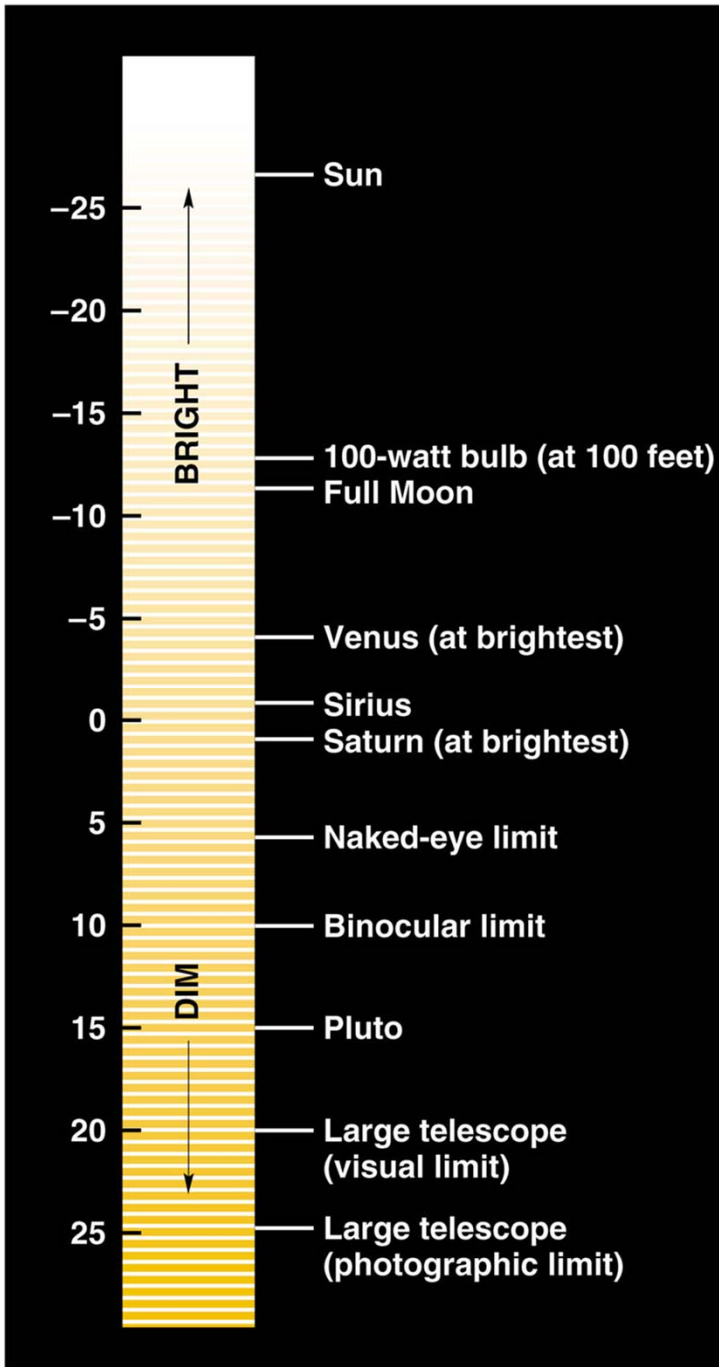 Sun
–25
–20
–15
BRIGHT
100-watt bulb (at 100 feet)
Full Moon
–10
–5
Venus (at brightest)
Sirius
0
Saturn (at brightest)
5
Naked-eye limit
10
Binocular limit
DIM
15
Pluto
20
Large telescope
(visual limit)
25
Large telescope
(photographic limit)